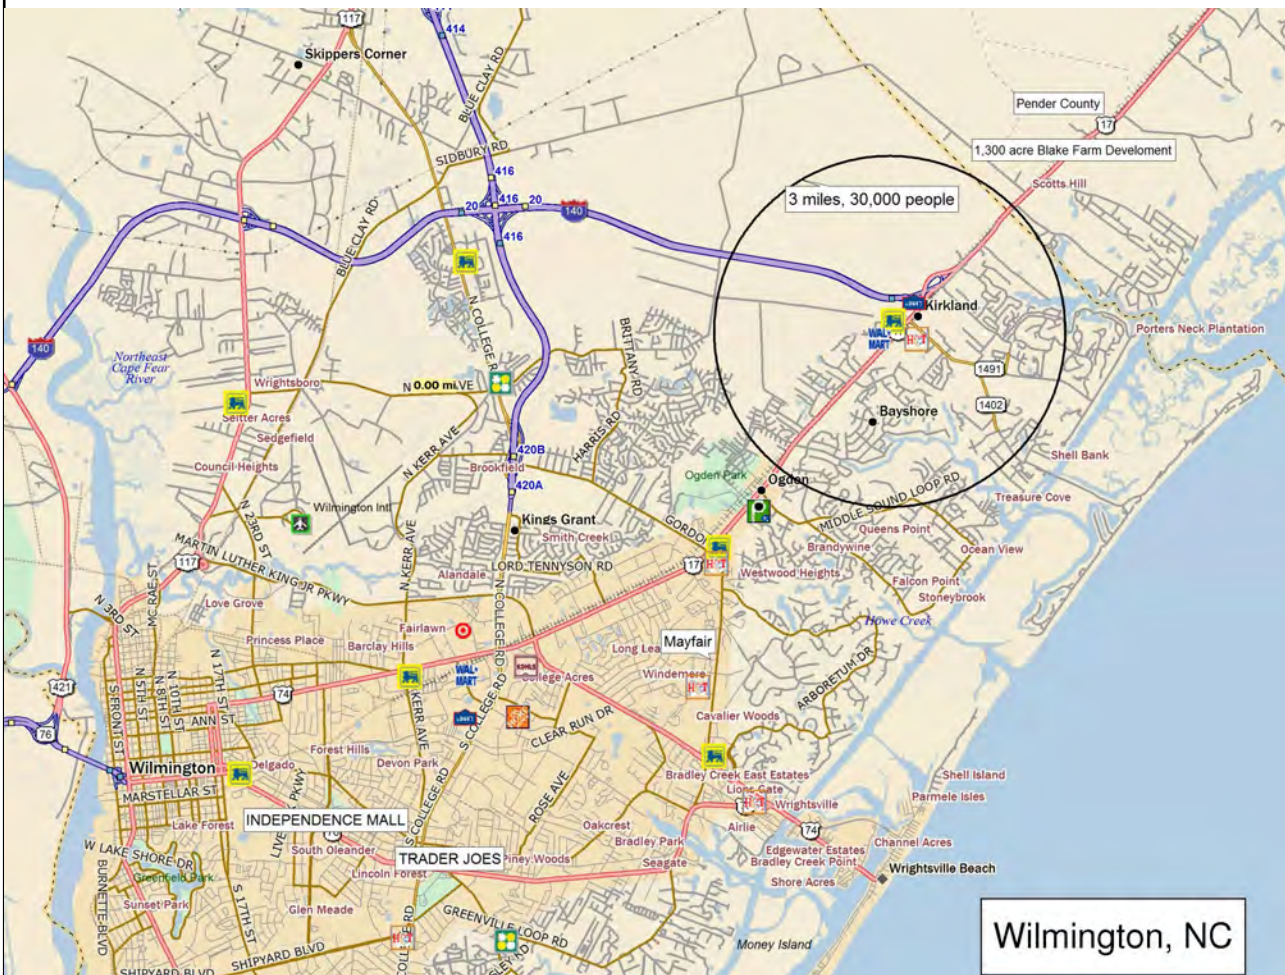 117
414
Skippers Corner
BLUE CLAY RD
Pender County
17
SIDBURY RD
1,300 acre Blake Farm Develoment
416
Scotts Hill
3 miles, 30,000 people
20
416
20
140
416
BLUE CLAY RD
Kirkland
N COLLEGE R
WAL-
MART
H T
Porters Neck Plantation
140
Northeast
Cape Fear
River
BRITTANY RD
1491
Wrightsboro
N 0.00 mi. VE
1402
Bayshore
Seitter Acres
Sedgefield
HARRIS RD
N KERR AVE
420B
Brookfield
Shell Bank
Council Heights
Ogden Park
420A
Ogden
Treasure Cove
MIDDLE SOUND LOOP RD
N 23RD ST
Wilmington Intl
Kings Grant
GORDO
Queens Point
Smith Creek
Brandywine
Ocean View
MARTIN LUTHER KING JR PKWY
N KERR AVE
117
LORD TENNYSON RD
17
H T
Westwood Heights
Alandale
Falcon Point
MC RAE ST
N COLLEGE RD
Stoneybrook
N 3RD ST
Love Grove
Howe Creek
Fairlawn
Princess Place
Barclay Hills
Mayfair
Long Lea
N 17TH ST
N 5TH ST
N 8TH ST
N 10TH ST
WAL-
MART
KOHLS
College Acres
Windemere
H T
ARBORETUM DR
421
74
S FRONT ST
ANN ST
KERR AVE
S COLLEGE RD
Cavalier Woods
CLEAR RUN DR
76
Forest Hills
Wilmington
Delgado
Devon Park
Bradley Creek East Estates
Shell Island
MARSTELLAR ST
ROSE AVE
Lions Gate
Parmele Isles
H T
Wrightsville
INDEPENDENCE MALL
Lake Forest
S COLLEGE RD
Oakcrest
Airlie
74
Bradley Park
Channel Acres
W LAKE SHORE DR
South Oleander
TRADER JOES
Piney Woods
Edgewater Estates
Seagate
Bradley Creek Point
Lincoln Forest
Wrightsville Beach
Greenfield Park
Shore Acres
BURNETTE BLVD
Sunset Park
S 17TH ST
Glen Meade
GREENVILLE LOOP RD
H T
Wilmington, NC
Money Island
SHIPYARD BLVD
SHIPYARD BLVD